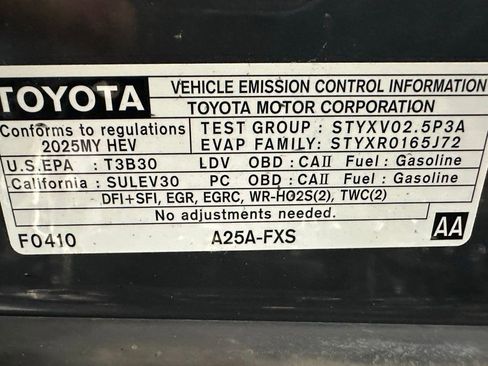 TOYOTA
VEHICLE EMISSION CONTROL INFORMATION
TOYOTA MOTOR CORPORATION
Conforms to regulations
2025MY HEV
TEST GROUP : STYXV02.5P3A
EVAP FAMILY: STYXR0165J72
U.S.EPA : T3B30 LDV OBD : CAII Fuel : Gasoline
California : SULEV30 PC OBD : CAII Fuel : Gasoline
DFI+SFI, EGR, EGRC, WR-HO2S(2), TWC(2)
No adjustments needed.
F0410 A25A-FXS AA